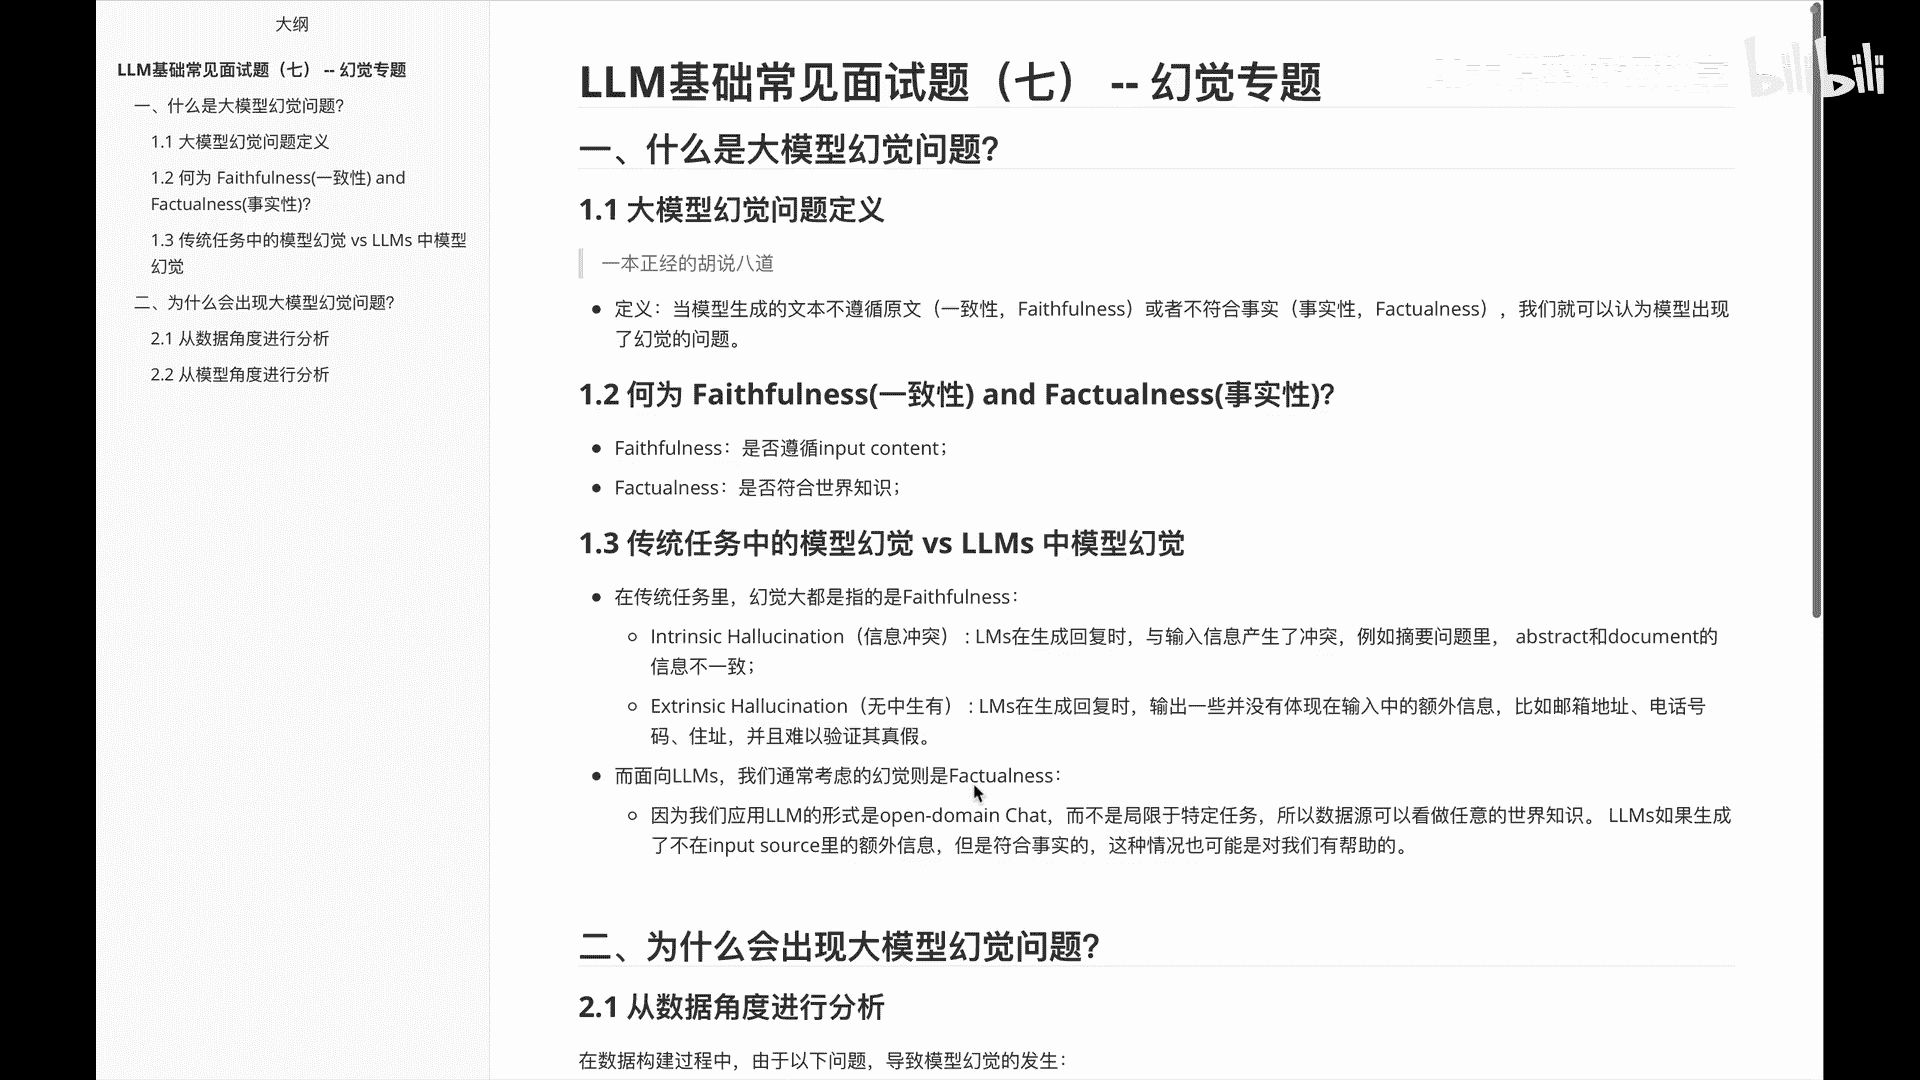 大纲
LLM基础常见面试题（七） -- 幻觉专题
一、什么是大模型幻觉问题?
1.1 大模型幻觉问题定义
1.2 何为 Faithfulness(一致性) and
Factualness(事实性)?
1.3 传统任务中的模型幻觉 vs LLMs 中模型
幻觉
二、为什么会出现大模型幻觉问题?
2.1 从数据角度进行分析
2.2 从模型角度进行分析
bilibili
LLM基础常见面试题（七） -- 幻觉专题
一、什么是大模型幻觉问题?
1.1 大模型幻觉问题定义
一本正经的胡说八道
定义：当模型生成的文本不遵循原文（一致性，Faithfulness）或者不符合事实（事实性，Factualness），我们就可以认为模型出现
了幻觉的问题。
1.2 何为 Faithfulness(一致性) and Factualness(事实性)?
Faithfulness：是否遵循input content；
Factualness：是否符合世界知识；
1.3 传统任务中的模型幻觉 vs LLMs 中模型幻觉
在传统任务里，幻觉大都是指的是Faithfulness：
Intrinsic Hallucination（信息冲突）: LMs在生成回复时，与输入信息产生了冲突，例如摘要问题里， abstract和document的
信息不一致；
Extrinsic Hallucination（无中生有）: LMs在生成回复时，输出一些并没有体现在输入中的额外信息，比如邮箱地址、电话号
码、住址，并且难以验证其真假。
而面向LLMs，我们通常考虑的幻觉则是Factualness：
因为我们应用LLM的形式是open-domain Chat，而不是局限于特定任务，所以数据源可以看做任意的世界知识。 LLMs如果生成
了不在input source里的额外信息，但是符合事实的，这种情况也可能是对我们有帮助的。
二、为什么会出现大模型幻觉问题?
2.1 从数据角度进行分析
在数据构建过程中，由于以下问题，导致模型幻觉的发生：